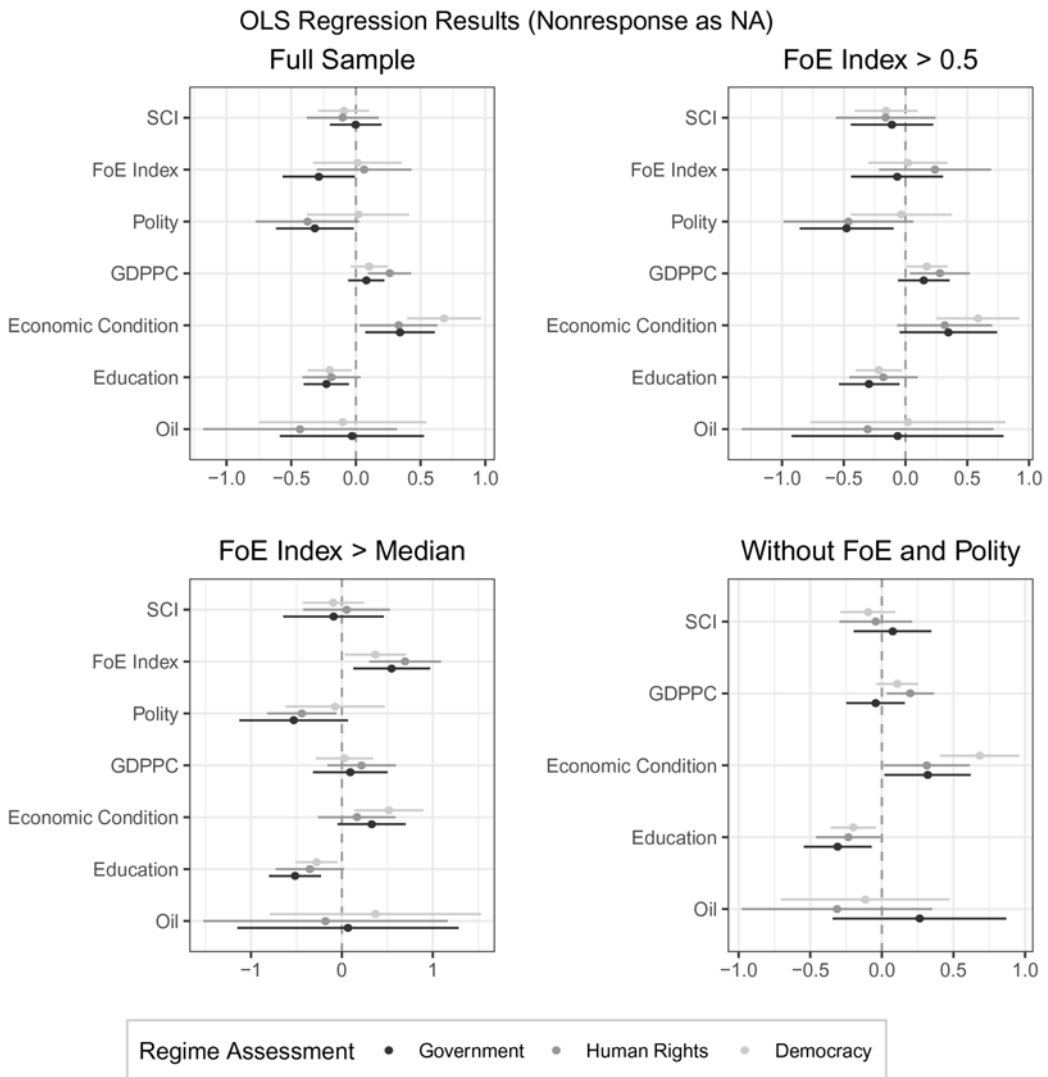 OLS Regression Results (Nonresponse as NA)
Full Sample
SCI
FoE Index
Polity
GDPPC
Economic Condition
Education
Oil
−1.0 −0.5 0.0 0.5 1.0
FoE Index > 0.5
SCI
FoE Index
Polity
GDPPC
Economic Condition
Education
Oil
−1.0 −0.5 0.0 0.5 1.0
FoE Index > Median
SCI
FoE Index
Polity
GDPPC
Economic Condition
Education
Oil
−1 0 1
Without FoE and Polity
SCI
GDPPC
Economic Condition
Education
Oil
−1.0 −0.5 0.0 0.5 1.0
Regime Assessment Government Human Rights Democracy